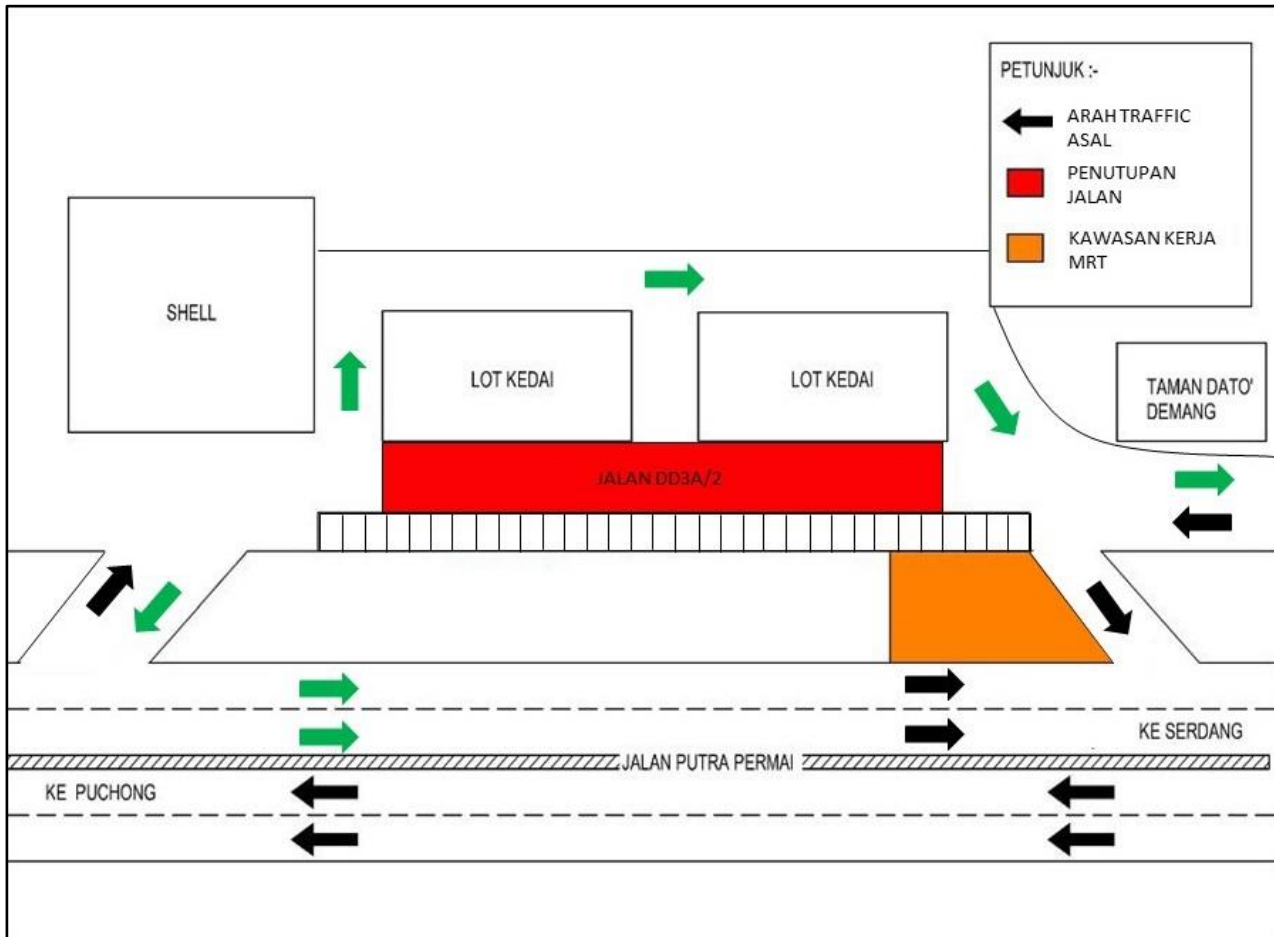 PETUNJUK :-
ARAH TRAFFIC
ASAL
PENUTUPAN
JALAN
KAWASAN KERJA
MRT
SHELL
LOT KEDAI
LOT KEDAI
TAMAN DATO'
DEMANG
JALAN DD3A/2
KE SERDANG
JALAN PUTRA PERMAI
KE PUCHONG